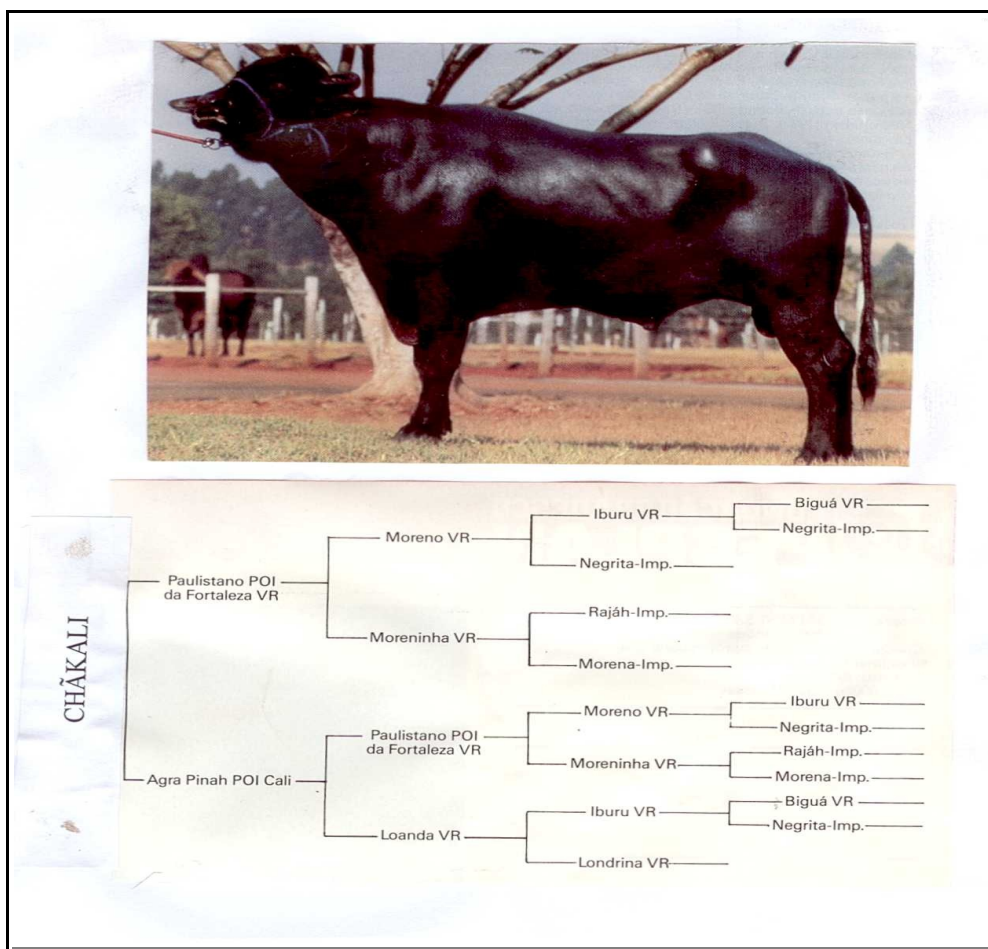 CHÃKALI
Paulistano POI
da Fortaleza VR
Moreno VR
Iburu VR
Biguá VR
Negrita-Imp.
Negrita-Imp.
Moreninha VR
Rajáh-Imp.
Morena-Imp.
Agra Pinah POI Cali
Paulistano POI
da Fortaleza VR
Moreno VR
Iburu VR
Negrita-Imp.
Moreninha VR
Rajáh-Imp.
Morena-Imp.
Loanda VR
Iburu VR
Biguá VR
Negrita-Imp.
Londrina VR